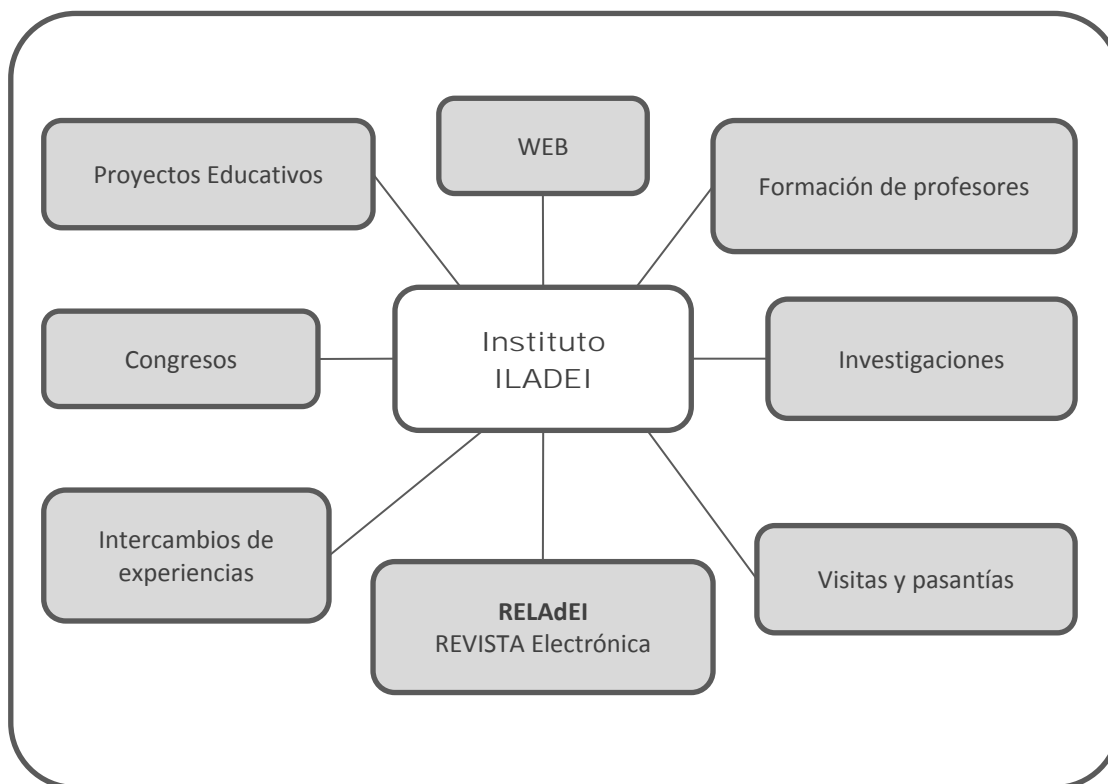 WEB
Proyectos Educativos
Formación de profesores
Instituto
ILADEI
Congresos
Investigaciones
Intercambios de
experiencias
Visitas y pasantías
RELAdEI
REVISTA Electrónica